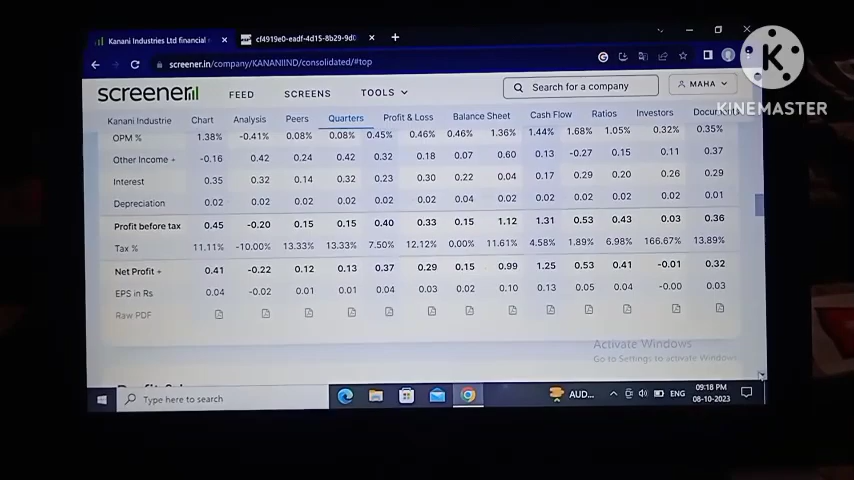 Kanani Industries Ltd financial
cf4919e0-eadf-4d15-8b29-9d0
screener.in/company/KANANIIND/consolidated/#top
K
KINEMASTER
screener
FEED SCREENS TOOLS
Search for a company
MAHA
Kanani Industrie Chart Analysis Peers Quarters Profit & Loss Balance Sheet Cash Flow Ratios Investors Docum
OPM % 1.38% -0.41% 0.08% 0.08% 0.45% 0.46% 0.46% 1.36% 1.44% 1.68% 1.05% 0.32% 0.35%
Other Income + -0.16 0.42 0.24 0.42 0.32 0.18 0.07 0.60 0.13 -0.27 0.15 0.11 0.37
Interest 0.35 0.32 0.14 0.32 0.23 0.30 0.22 0.04 0.17 0.29 0.20 0.26 0.29
Depreciation 0.02 0.02 0.02 0.02 0.02 0.02 0.04 0.02 0.02 0.02 0.02 0.02 0.01
Profit before tax 0.45 -0.20 0.15 0.15 0.40 0.33 0.15 1.12 1.31 0.53 0.43 0.03 0.36
Tax % 11.11% -10.00% 13.33% 13.33% 7.50% 12.12% 0.00% 11.61% 4.58% 1.89% 6.98% 166.67% 13.89%
Net Profit + 0.41 -0.22 0.12 0.13 0.37 0.29 0.15 0.99 1.25 0.53 0.41 -0.01 0.32
EPS in Rs 0.04 -0.02 0.01 0.01 0.04 0.03 0.02 0.10 0.13 0.05 0.04 -0.00 0.03
Raw PDF
Activate Windows
Go to Settings to activate Windows.
Type here to search
AUD...
ENG
09:18 PM
08-10-2023